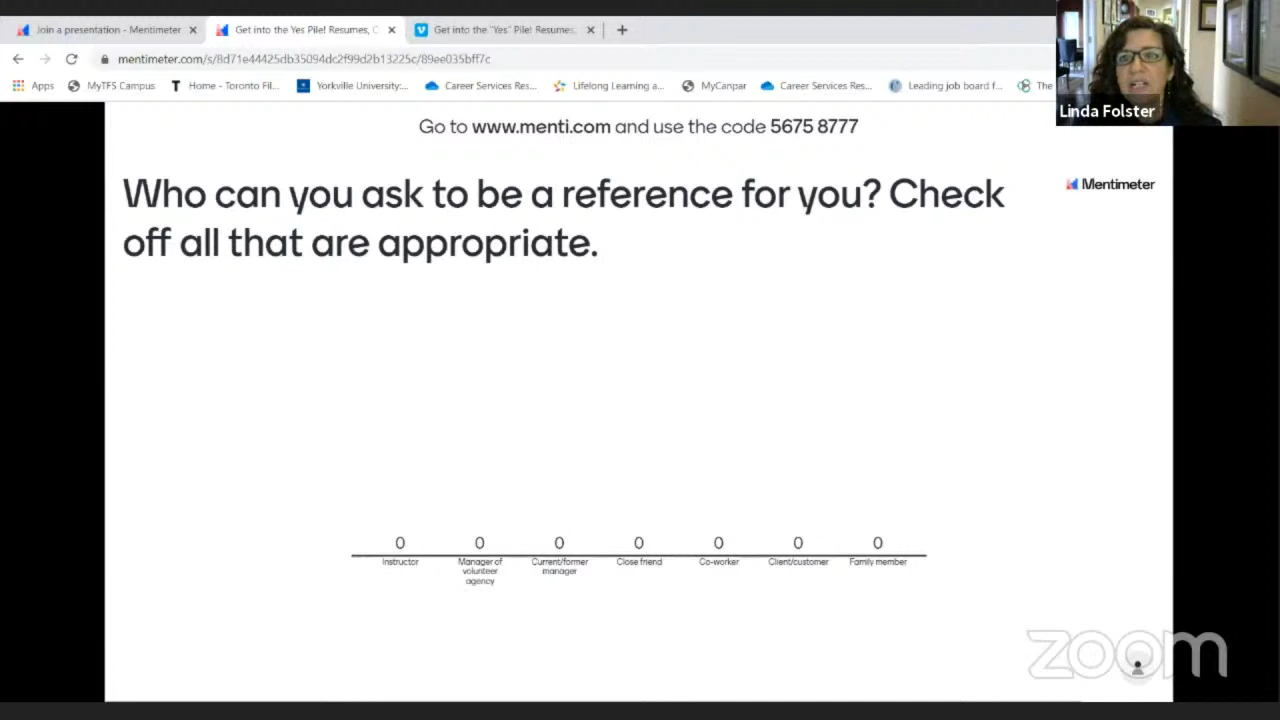 Join a presentation - Mentimeter
Get into the Yes Pile! Resumes, C
Get into the "Yes" Pile! Resumes,
mentimeter.com/s/8d71e44425db35094dc2f99d2b13225c/89ee035bff7c
Apps
MyTFS Campus
Home - Toronto Fil...
Yorkville University:...
Career Services Res...
Lifelong Learning a...
MyCanpar
Career Services Res...
Leading job board f...
The
Linda Folster
Go to www.menti.com and use the code 5675 8777
Mentimeter
Who can you ask to be a reference for you? Check
off all that are appropriate.
0 0 0 0 0 0 0
Instructor
Manager of
volunteer
agency
Current/former
manager
Close friend
Co-worker
Client/customer
Family member
zoom